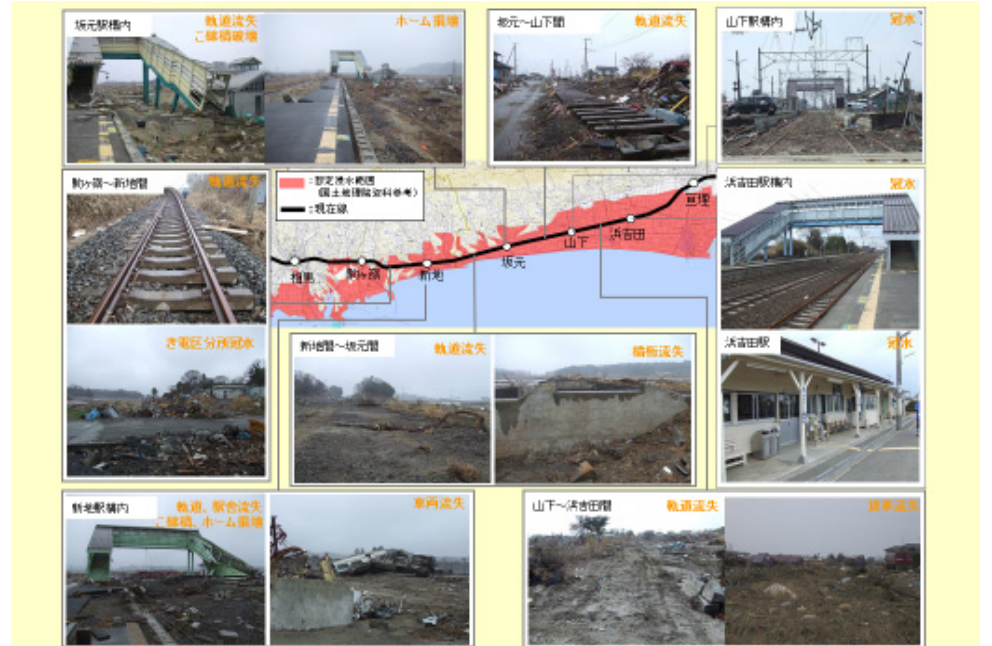 坂元駅構内
軌道流失
こ線橋破壊
ホーム損壊
坂元～山下間
軌道流失
山下駅構内
冠水
駒ヶ嶺～新地間
軌道流失
：想定浸水範囲
（国土地理院資料参考）
：現在線
亘理
浜吉田
山下
坂元
新地
駒ヶ嶺
相馬
浜吉田駅構内
冠水
き電区分所冠水
新地間～坂元間
軌道流失
橋桁流失
浜吉田駅
冠水
新地駅構内
軌道、駅舎流失
こ線橋、ホーム損壊
車両流失
山下～浜吉田間
軌道流失
貨車流失